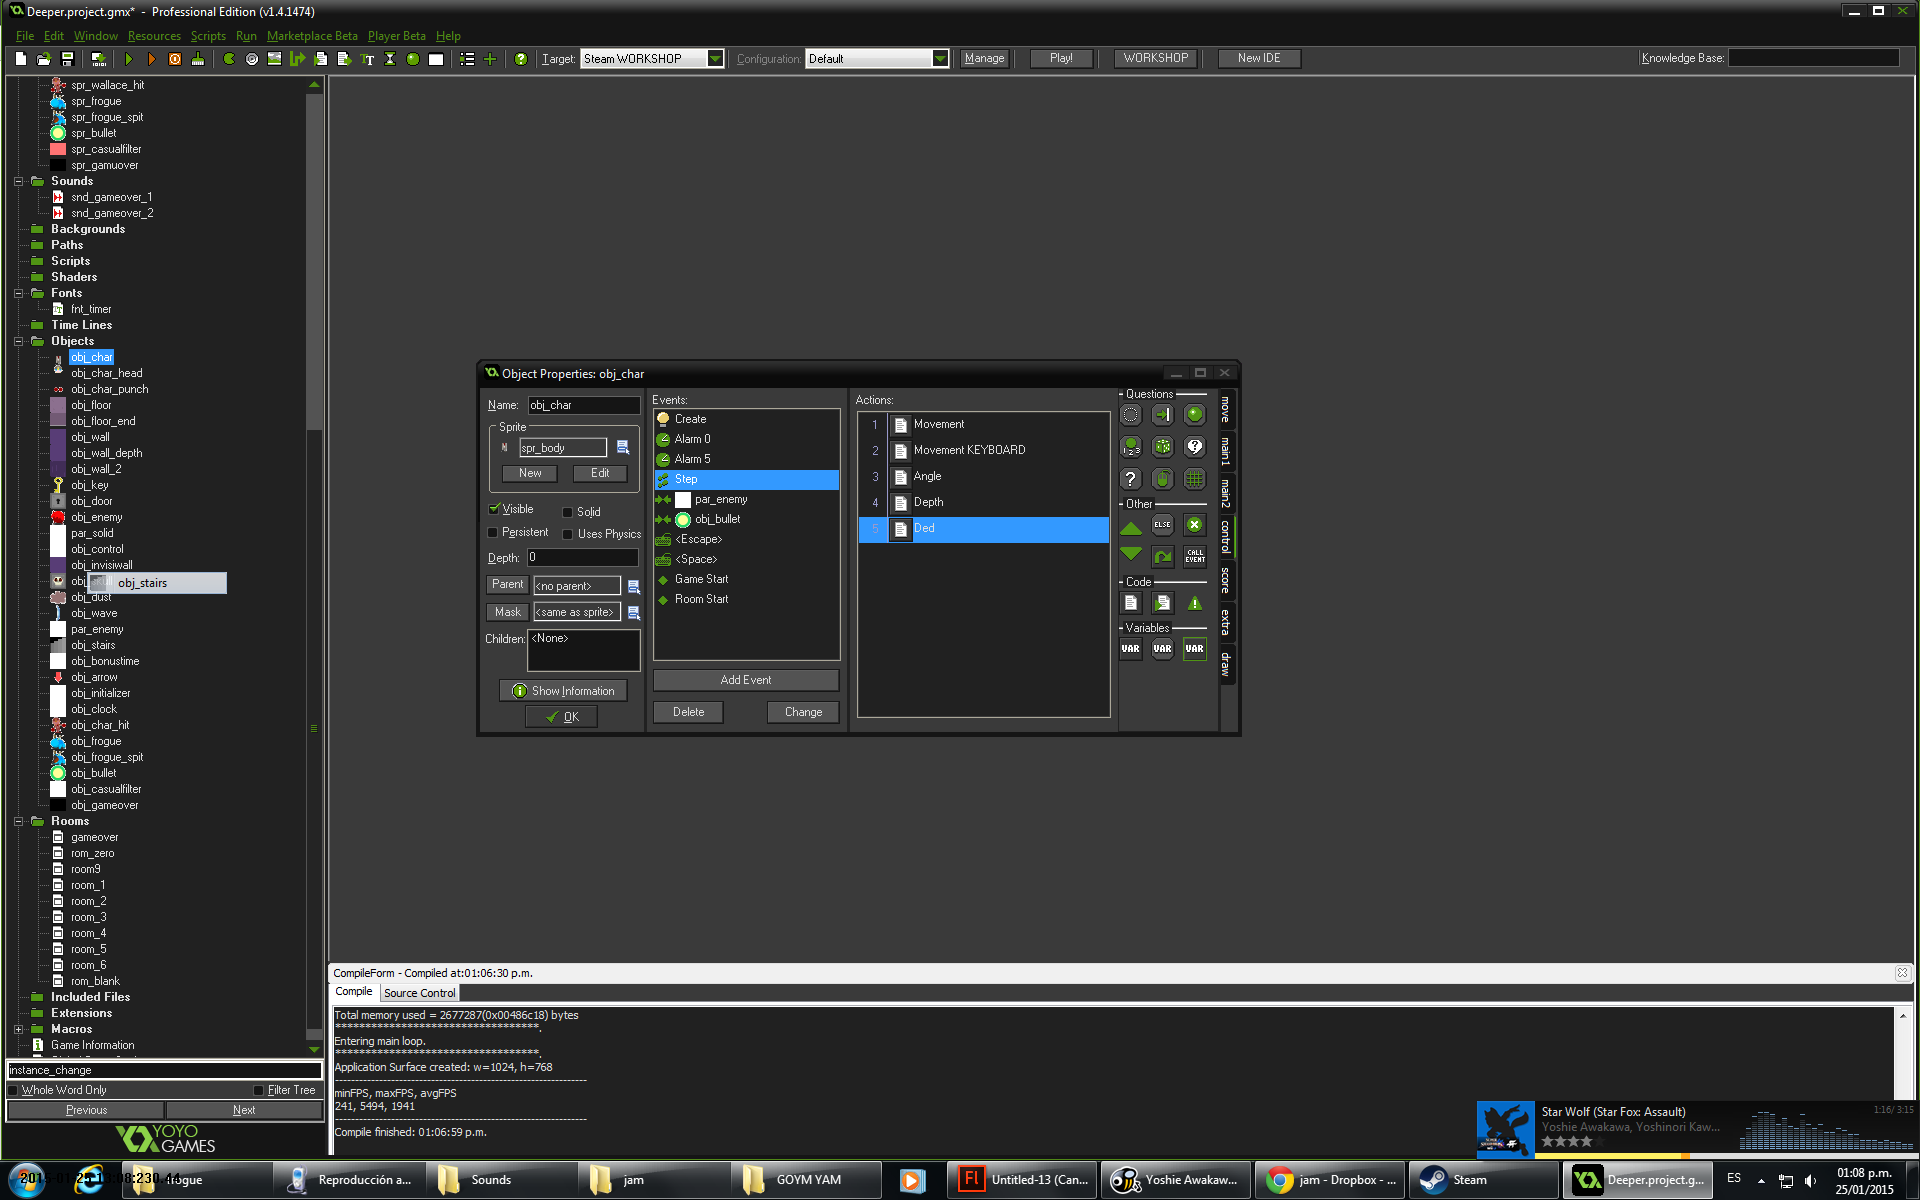 Deeper.project.gmx* - Professional Edition (v1.4.1474)
File Edit Window Resources Scripts Run Marketplace Beta Player Beta Help
Target: Steam WORKSHOP Configuration: Default Manage Play! WORKSHOP New IDE Knowledge Base:
spr_wallace_hit
spr_frogue
spr_frogue_spit
spr_bullet
spr_casualfilter
spr_gamuover
Sounds
snd_gameover_1
snd_gameover_2
Backgrounds
Paths
Scripts
Shaders
Fonts
fnt_timer
Time Lines
Objects
obj_char
obj_char_head
obj_char_punch
obj_floor
obj_floor_end
obj_wall
obj_wall_depth
obj_wall_2
obj_key
obj_door
obj_enemy
par_solid
obj_control
obj_invisiwall
obj_stairs
obj_dust
obj_wave
par_enemy
obj_stairs
obj_bonustime
obj_arrow
obj_initializer
obj_clock
obj_char_hit
obj_frogue
obj_frogue_spit
obj_bullet
obj_casualfilter
obj_gameover
Rooms
gameover
rom_zero
room9
room_1
room_2
room_3
room_4
room_5
room_6
rom_blank
Included Files
Extensions
Macros
Game Information
instance_change
Whole Word Only Filter Tree
Previous Next
YOYO
GAMES
Object Properties: obj_char
Name: obj_char
Sprite
spr_body
New Edit
Visible Solid
Persistent Uses Physics
Depth: 0
Parent <no parent>
Mask <same as sprite>
Children: <None>
Show Information
OK
Events:
Create
Alarm 0
Alarm 5
Step
par_enemy
obj_bullet
<Escape>
<Space>
Game Start
Room Start
Add Event
Delete Change
Actions:
1 Movement
2 Movement KEYBOARD
3 Angle
4 Depth
5 Ded
Questions
1 2 3
?
Other
ELSE
CALL
EVENT
Code
Variables
VAR VAR VAR
move
main1
main2
control
score
extra
draw
CompileForm - Compiled at:01:06:30 p.m.
Compile Source Control
Total memory used = 2677287(0x00486c18) bytes
***********************************.
Entering main loop.
***********************************.
Application Surface created: w=1024, h=768
minFPS, maxFPS, avgFPS
241, 5494, 1941
Compile finished: 01:06:59 p.m.
Star Wolf (Star Fox: Assault) 1:16/ 3:15
Yoshie Awakawa, Yoshinori Kaw...
frogue Reproducción a... Sounds jam GOYM YAM Fl Untitled-13 (Can... Yoshie Awakaw... jam - Dropbox - ... Steam Deeper.project.g... ES
01:08 p.m.
25/01/2015